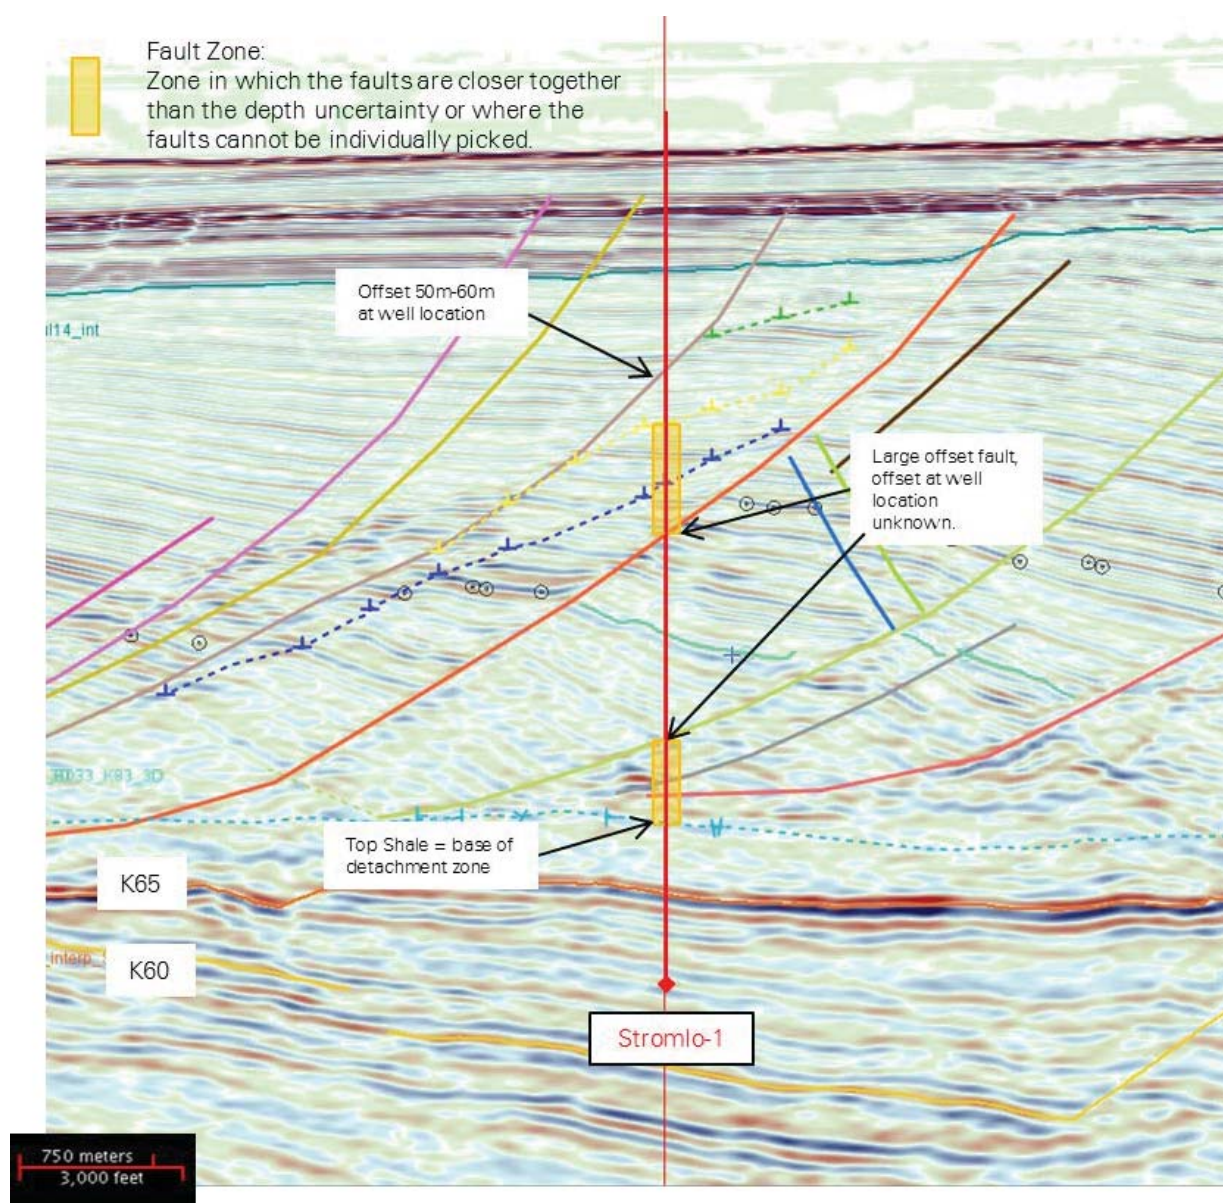 Fault Zone:
Zone in which the faults are closer together
than the depth uncertainty or where the
faults cannot be individually picked.
Offset 50m-60m
at well location
ul14_int
Large offset fault,
offset at well
location
unknown.
Top Shale = base of
detachment zone
K65
K60
Stromlo-1
750 meters
3,000 feet